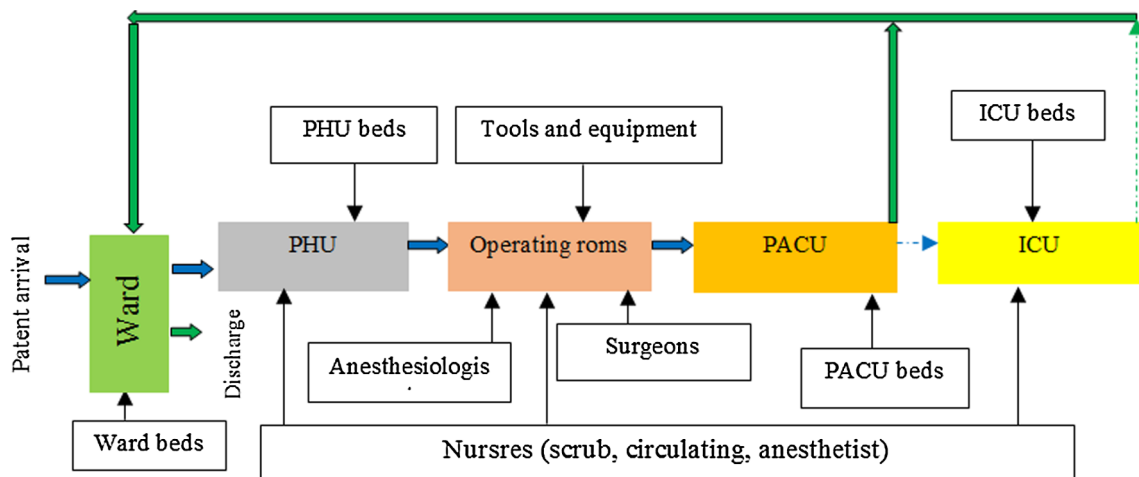 PHU beds
Tools and equipment
ICU beds
Patent arrival
Ward
PHU
Operating roms
PACU
ICU
Discharge
Anesthesiologis
.
Surgeons
PACU beds
Ward beds
Nursres (scrub, circulating, anesthetist)